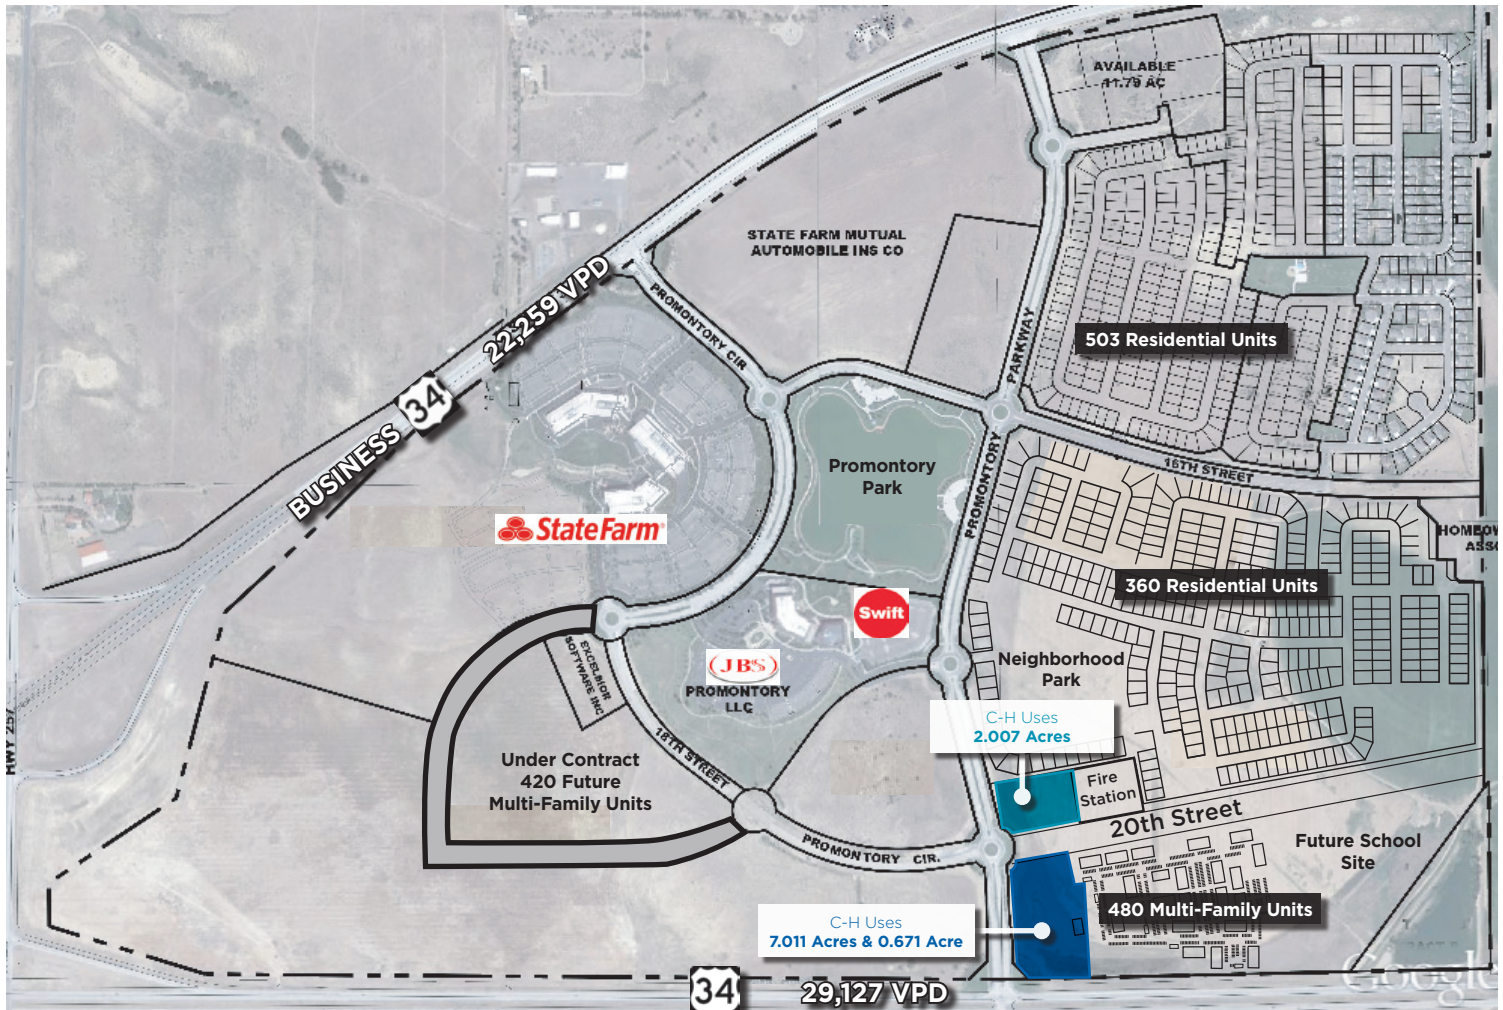 AVAILABLE
11.79 AC
STATE FARM MUTUAL
AUTOMOBILE INS CO
22,259 VPD
34
BUSINESS
PROMONTORY CIR
PARKWAY
503 Residential Units
Promontory
Park
PROMONTORY
16TH STREET
State Farm
HOMEOW
ASSO
360 Residential Units
Swift
JBS
PROMONTORY
LLC
EXCELSIOR
SOFTWARE INC
Neighborhood
Park
C-H Uses
2.007 Acres
HWY 257
Under Contract
420 Future
Multi-Family Units
18TH STREET
Fire
Station
20th Street
PROMONTORY CIR.
Future School
Site
480 Multi-Family Units
C-H Uses
7.011 Acres & 0.671 Acre
Google
34
29,127 VPD